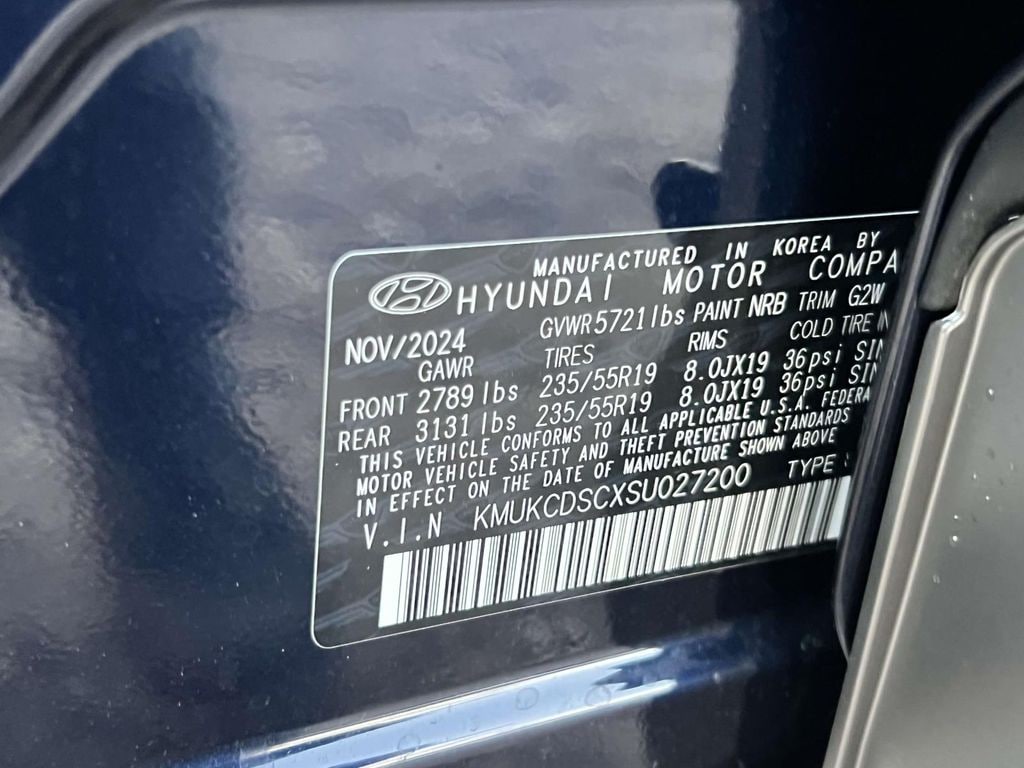 MANUFACTURED IN KOREA BY
HYUNDAI MOTOR COMPA
NOV/2024 GVWR 5721 lbs PAINT NRB TRIM G2W
GAWR TIRES RIMS COLD TIRE IN
FRONT 2789 lbs 235/55R19 8.0JX19 36psi SIN
REAR 3131 lbs 235/55R19 8.0JX19 36psi SIN
THIS VEHICLE CONFORMS TO ALL APPLICABLE U.S.A. FEDERA
MOTOR VEHICLE SAFETY AND THEFT PREVENTION STANDARDS
IN EFFECT ON THE DATE OF MANUFACTURE SHOWN ABOVE
V.I.N KMUKCDSCXSU027200 TYPE